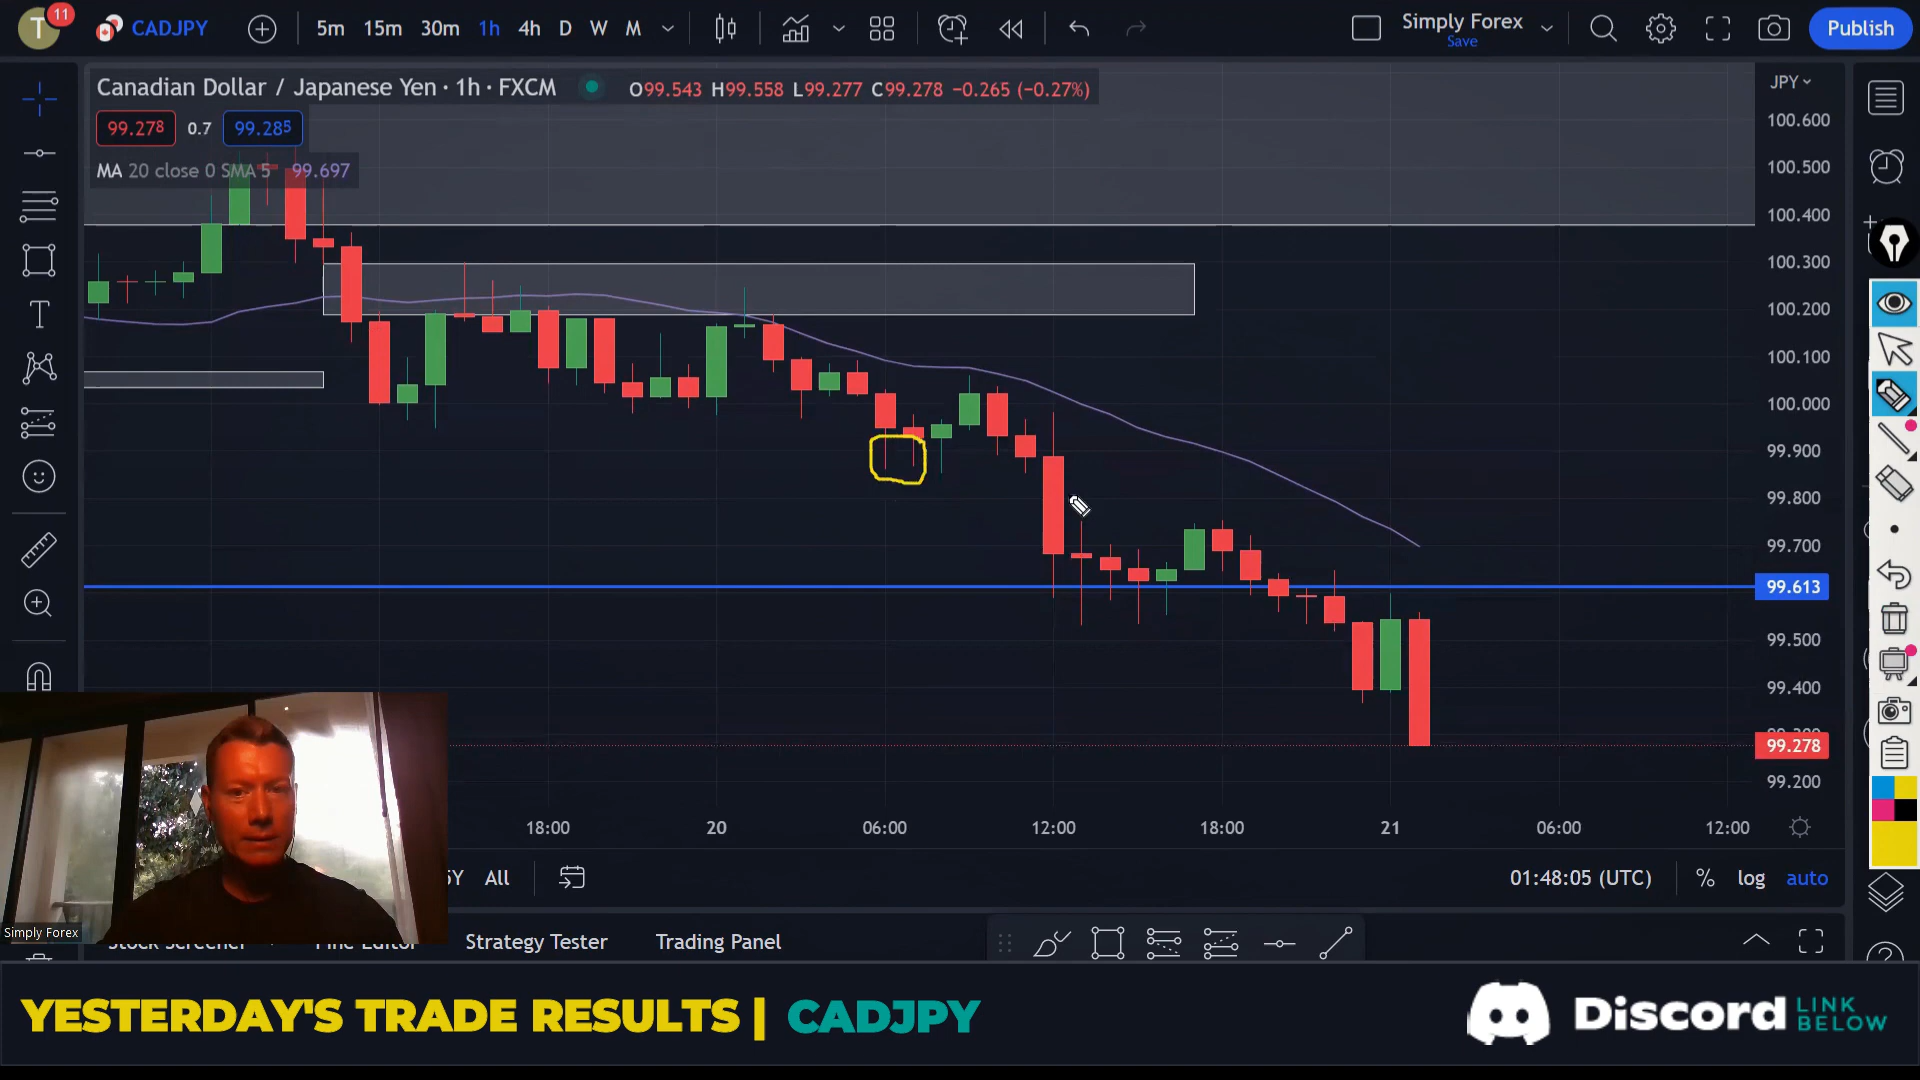 T 11 CADJPY 5m 15m 30m 1h 4h D W M Simply Forex Save Publish
Canadian Dollar / Japanese Yen · 1h · FXCM O99.543 H99.558 L99.277 C99.278 −0.265 (−0.27%)
99.278 0.7 99.285
MA 20 close 0 SMA 5 99.697
JPY
100.600
100.500
100.400
100.300
100.200
100.100
100.000
99.900
99.800
99.700
99.613
99.500
99.400
99.278
99.200
18:00 20 06:00 12:00 18:00 21 06:00 12:00
5Y All 01:48:05 (UTC) % log auto
Strategy Tester Trading Panel
Simply Forex
YESTERDAY'S TRADE RESULTS | CADJPY
Discord LINK BELOW